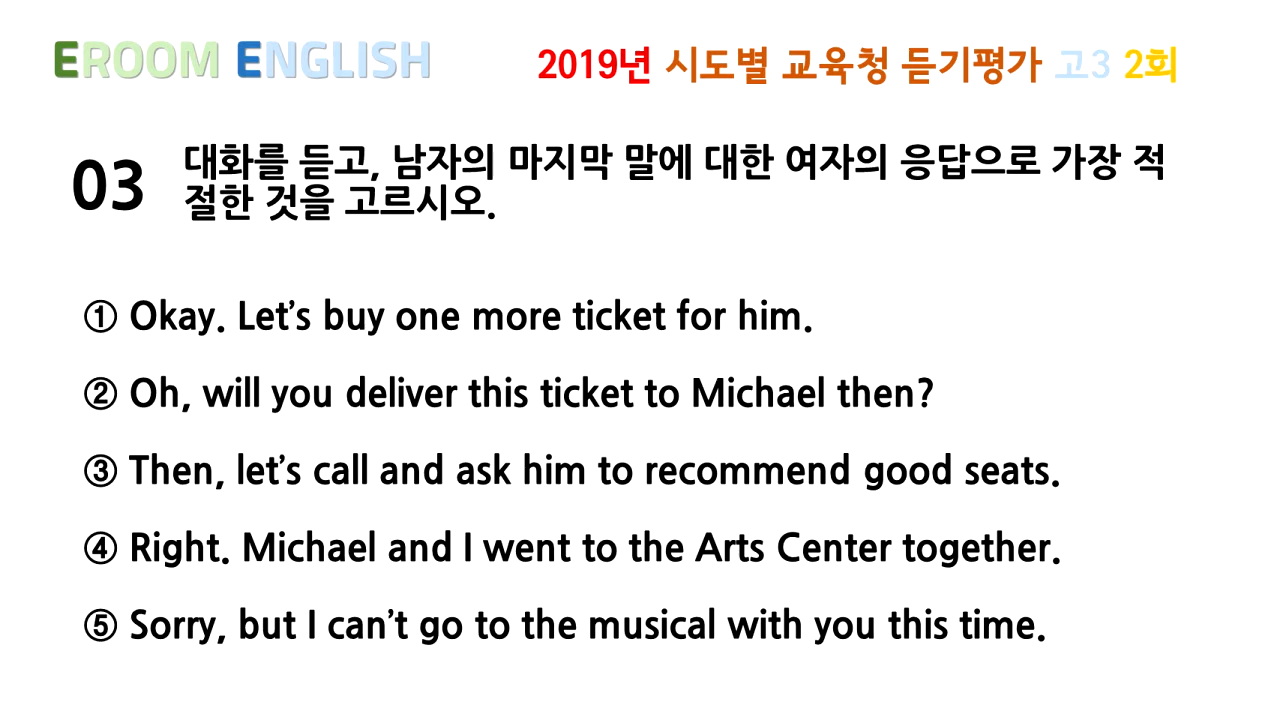 EROOM ENGLISH
2019년 시도별 교육청 듣기평가 고3 2회
03
대화를 듣고, 남자의 마지막 말에 대한 여자의 응답으로 가장 적
절한 것을 고르시오.
① Okay. Let’s buy one more ticket for him.
② Oh, will you deliver this ticket to Michael then?
③ Then, let’s call and ask him to recommend good seats.
④ Right. Michael and I went to the Arts Center together.
⑤ Sorry, but I can’t go to the musical with you this time.